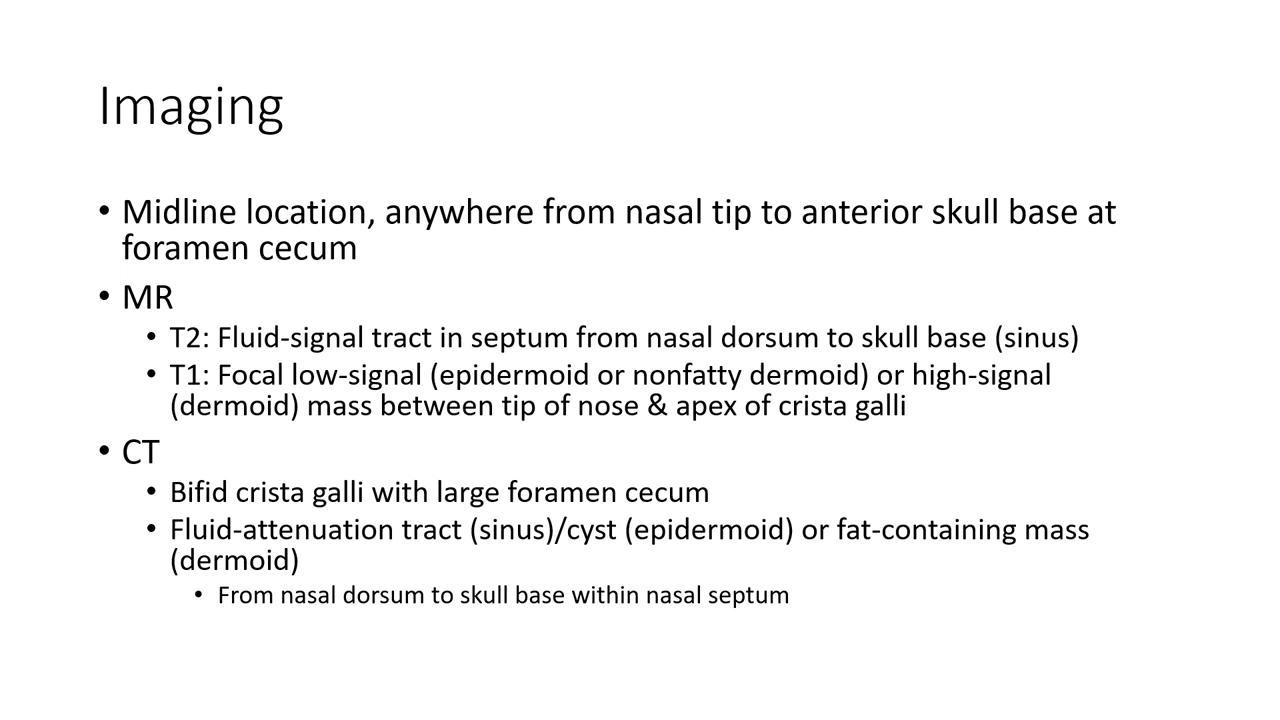 Imaging
• Midline location, anywhere from nasal tip to anterior skull base at
foramen cecum
• MR
• T2: Fluid-signal tract in septum from nasal dorsum to skull base (sinus)
• T1: Focal low-signal (epidermoid or nonfatty dermoid) or high-signal
(dermoid) mass between tip of nose & apex of crista galli
• CT
• Bifid crista galli with large foramen cecum
• Fluid-attenuation tract (sinus)/cyst (epidermoid) or fat-containing mass
(dermoid)
• From nasal dorsum to skull base within nasal septum